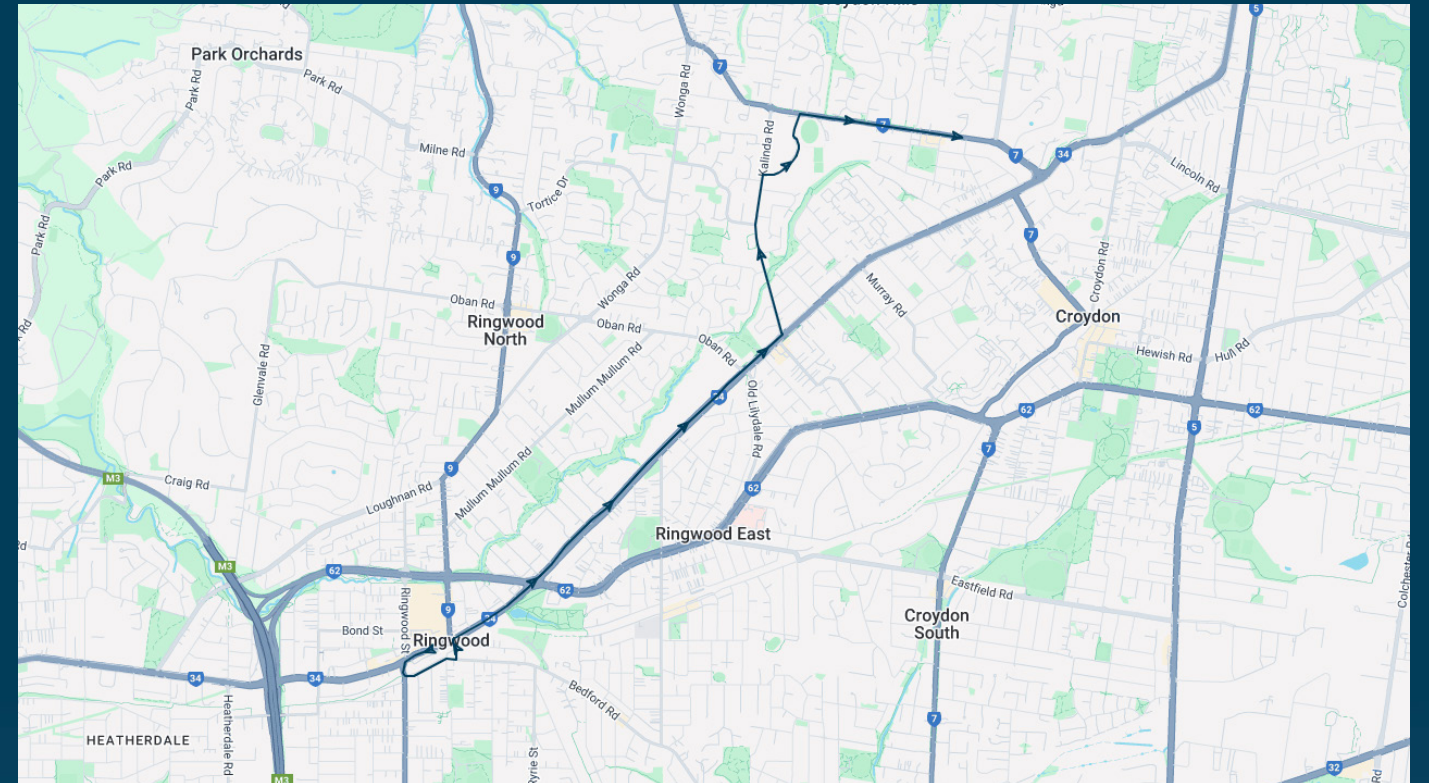 5
Park Orchards
Park Rd
Park Rd
Wonga Rd
7
7
Kalinda Rd
Milne Rd
7
34
Lincoln Rd
Park Rd
9
Tortice Dr
Park Rd
7
9
Croydon Rd
Wonga Rd
Murray Rd
Oban Rd
Ringwood
North
Oban Rd
Croydon
Oban Rd
Hewish Rd
Hull Rd
Glenvale Rd
Mullum Mullum Rd
Old Lilydale Rd
62
62
5
7
9
M3
Craig Rd
Loughnan Rd
Mullum Mullum Rd
62
Ringwood East
M3
62
62
Eastfield Rd
Ringwood St
9
Croydon
South
Bond St
Ringwood
34
34
Bedford Rd
Heatherdale Rd
7
HEATHERDALE
32
M3